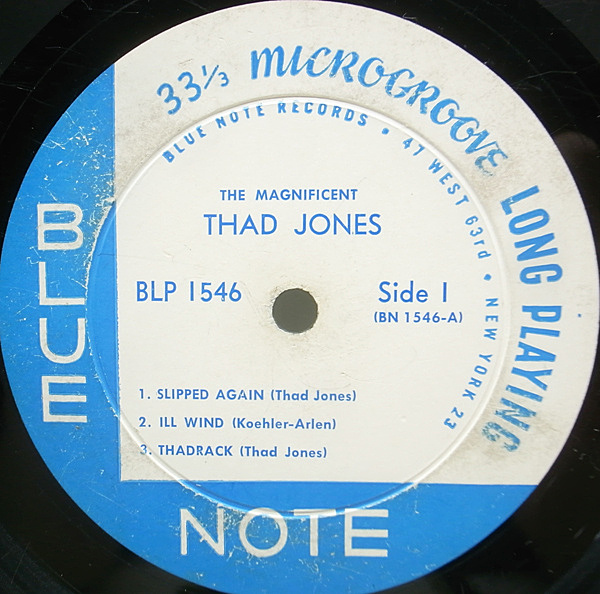 33 1/3 MICROGROOVE LONG PLAYING
BLUE NOTE RECORDS • 47 WEST 63rd • NEW YORK 23
THE MAGNIFICENT
THAD JONES
BLP 1546
Side 1
(BN 1546-A)
1. SLIPPED AGAIN (Thad Jones)
2. ILL WIND (Koehler-Arlen)
3. THADRACK (Thad Jones)
BLUE
NOTE